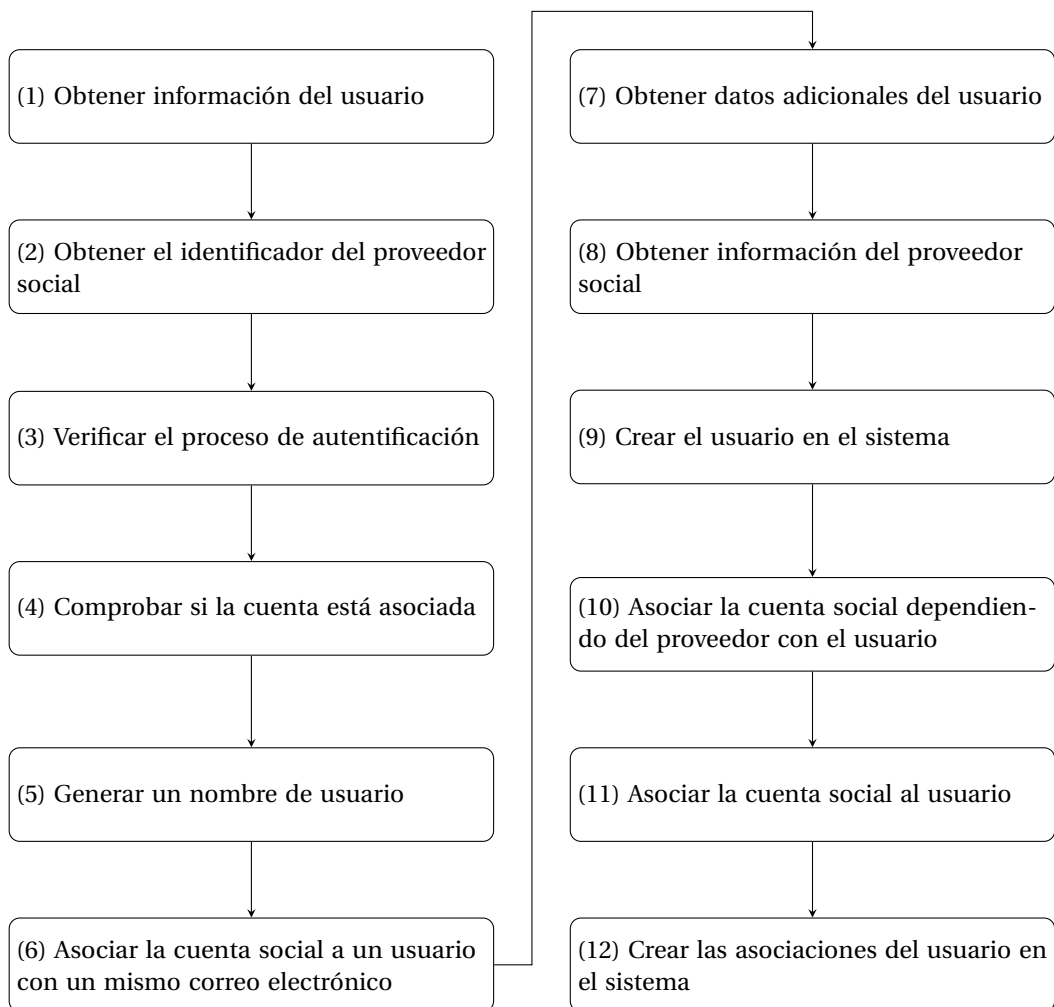 (1) Obtener información del usuario
(2) Obtener el identificador del proveedor
social
(3) Verificar el proceso de autentificación
(4) Comprobar si la cuenta está asociada
(5) Generar un nombre de usuario
(6) Asociar la cuenta social a un usuario
con un mismo correo electrónico
(7) Obtener datos adicionales del usuario
(8) Obtener información del proveedor
social
(9) Crear el usuario en el sistema
(10) Asociar la cuenta social dependien-
do del proveedor con el usuario
(11) Asociar la cuenta social al usuario
(12) Crear las asociaciones del usuario en
el sistema